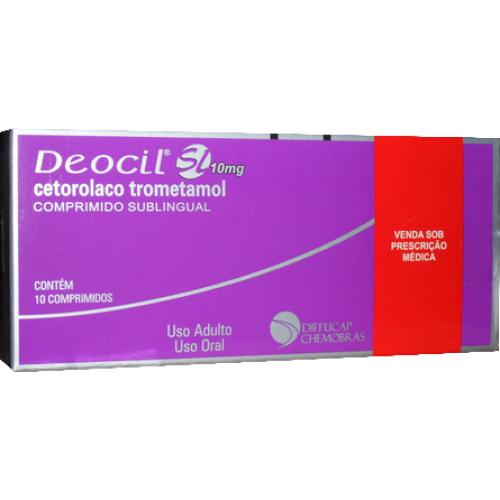 Deocil® SL 10mg
cetorolaco trometamol
COMPRIMIDO SUBLINGUAL
CONTÉM
10 COMPRIMIDOS
Uso Adulto
Uso Oral
DIFFUCAP
CHEMOBRÁS
VENDA SOB
PRESCRIÇÃO
MÉDICA